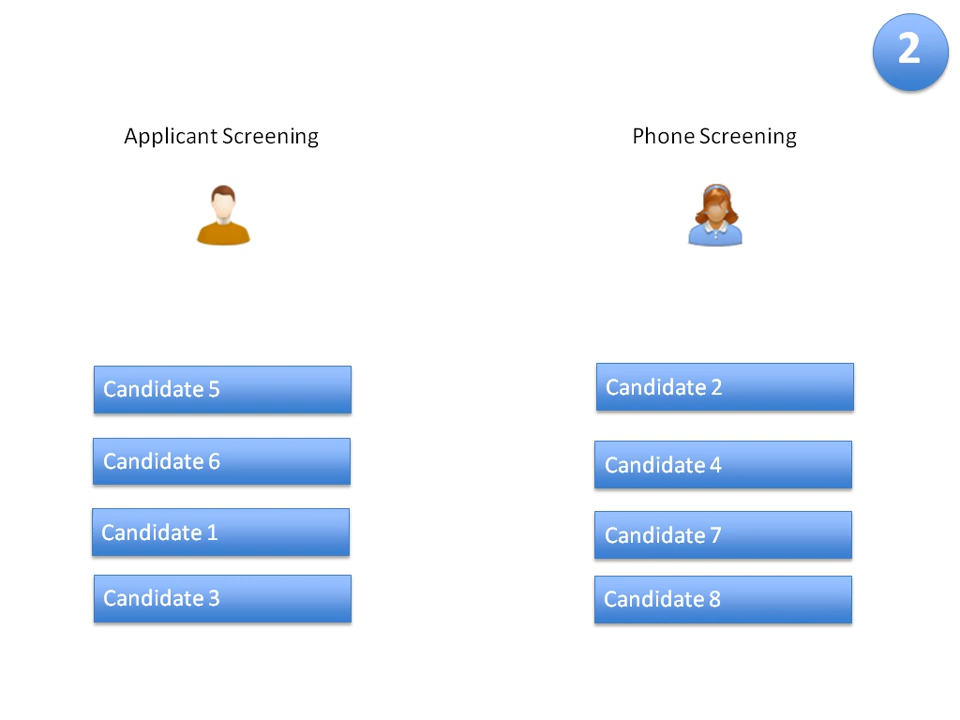 2
Applicant Screening
Phone Screening
Candidate 5
Candidate 6
Candidate 1
Candidate 3
Candidate 2
Candidate 4
Candidate 7
Candidate 8